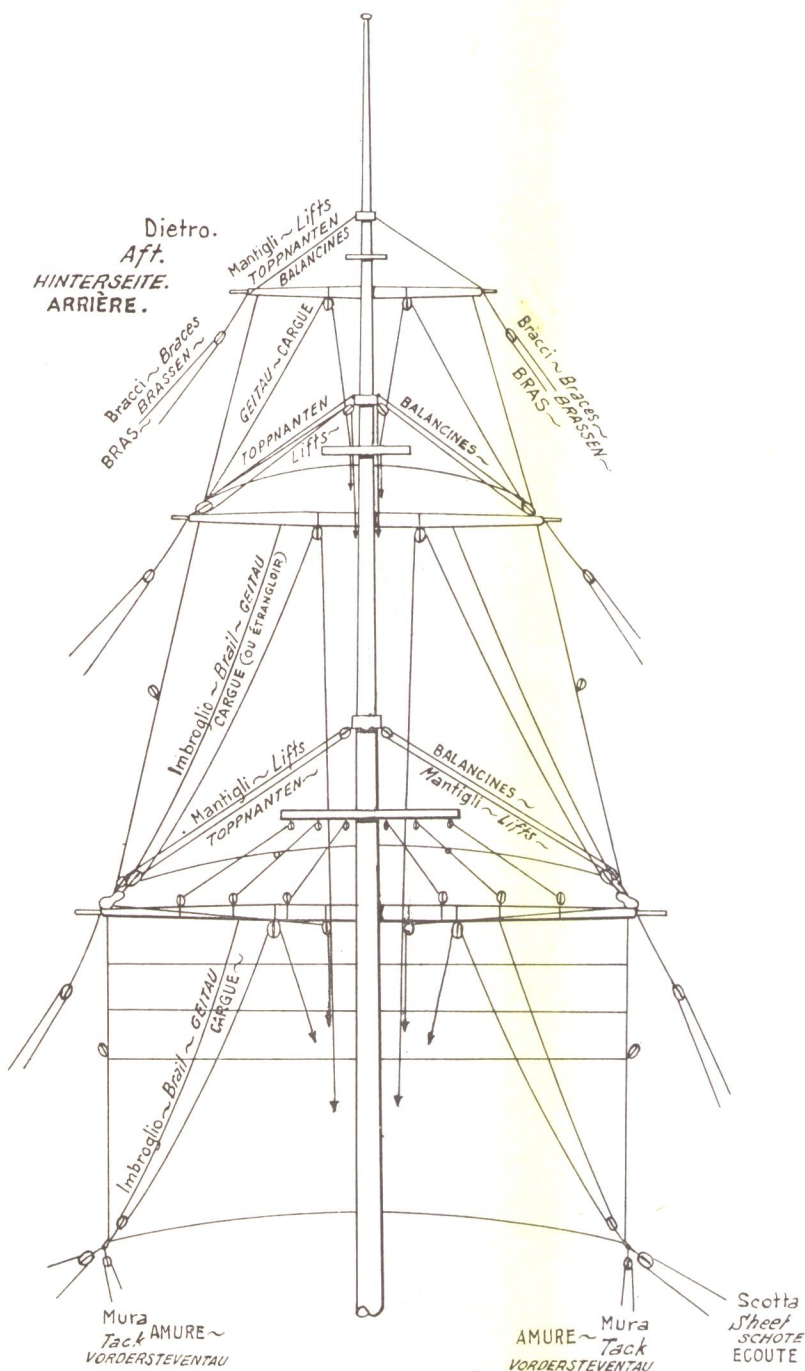 Dietro.
Aft.
HINTERSEITE.
ARRIÈRE.
Mantigli ~ Lifts
TOPPNANTEN
BALANCINES
Bracci ~ Braces
BRASSEN ~
BRAS ~
GEITAU ~ CARGUE
Bracci ~ Braces ~
BRASSEN ~
BRAS ~
TOPPNANTEN
Lifts ~
BALANCINES ~
Imbroglio ~ Brail ~ GEITAU
CARGUE (OU ÉTRANGLOIR)
Mantigli ~ Lifts
TOPPNANTEN ~
BALANCINES ~
Mantigli ~ Lifts ~
Imbroglio ~ Brail ~ GEITAU
CARGUE ~
Mura
Tack AMURE ~
VORDERSTEVENTAU
AMURE ~ Mura
Tack
VORDERSTEVENTAU
Scotta
Sheet
SCHOTE
ECOUTE